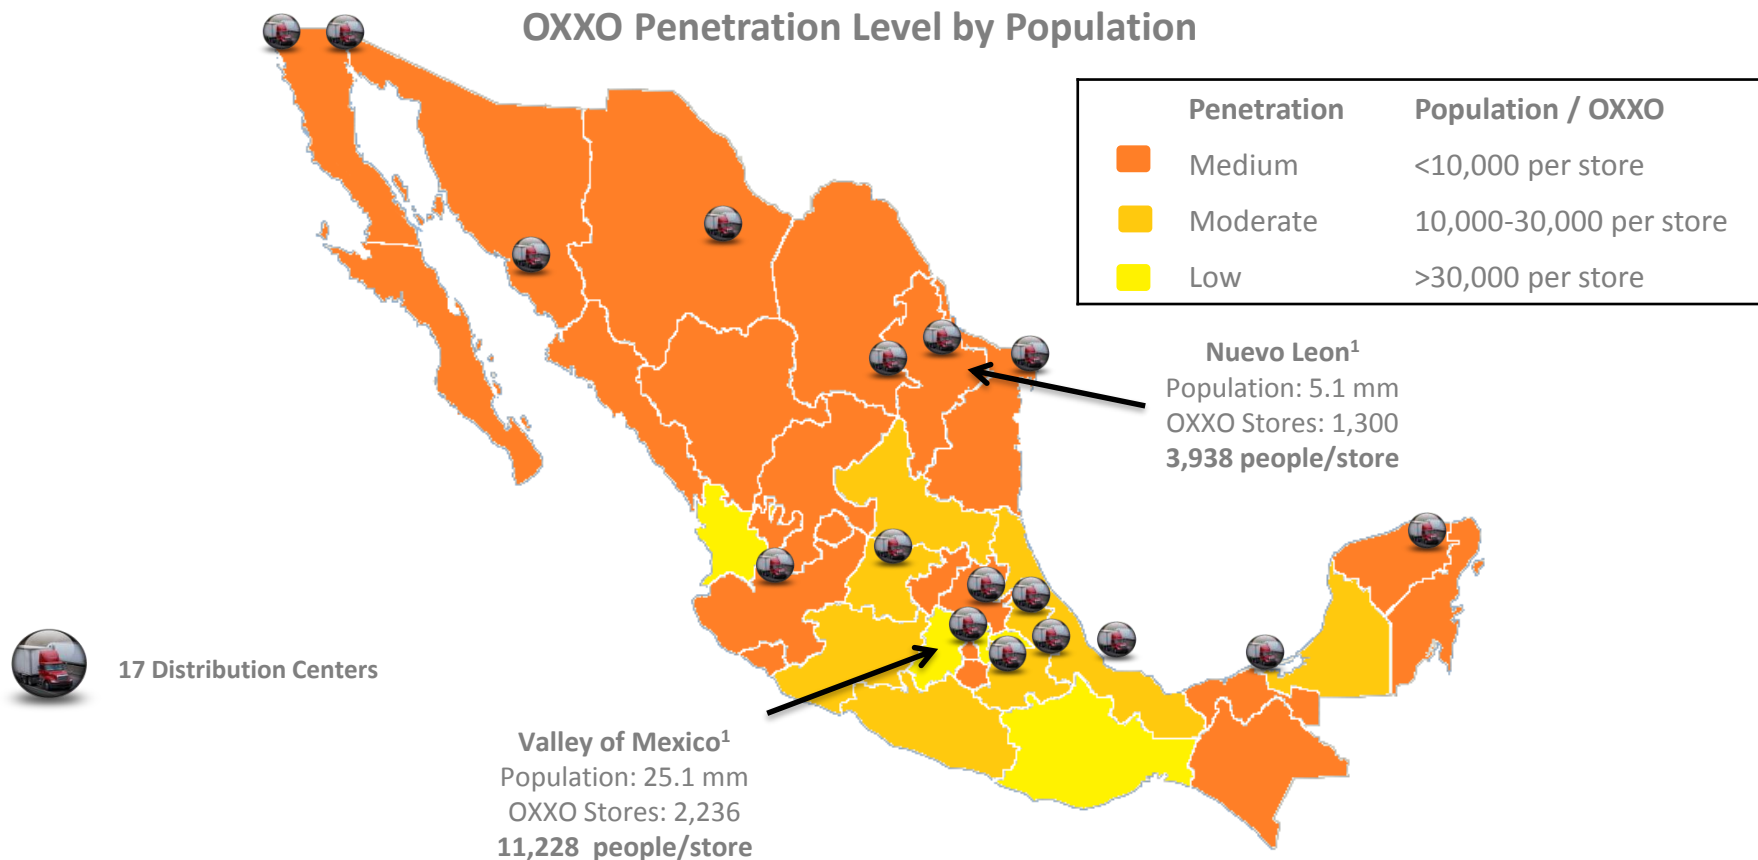 OXXO Penetration Level by Population
Penetration Population / OXXO
Medium <10,000 per store
Moderate 10,000-30,000 per store
Low >30,000 per store
Nuevo Leon¹
Population: 5.1 mm
OXXO Stores: 1,300
3,938 people/store
17 Distribution Centers
Valley of Mexico¹
Population: 25.1 mm
OXXO Stores: 2,236
11,228 people/store